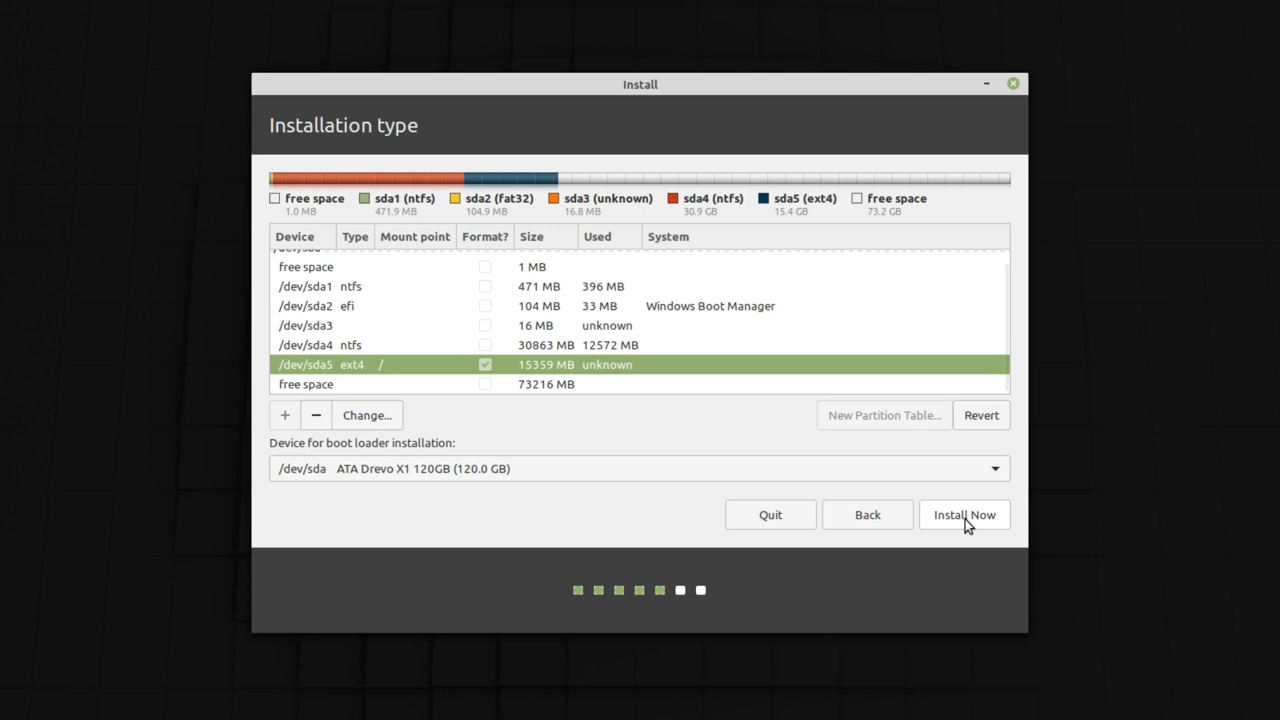 Install
Installation type
free space sda1 (ntfs) sda2 (fat32) sda3 (unknown) sda4 (ntfs) sda5 (ext4) free space
1.0 MB 471.9 MB 104.9 MB 16.8 MB 30.9 GB 15.4 GB 73.2 GB
Device Type Mount point Format? Size Used System
/dev/sda
free space 1 MB
/dev/sda1 ntfs 471 MB 396 MB
/dev/sda2 efi 104 MB 33 MB Windows Boot Manager
/dev/sda3 16 MB unknown
/dev/sda4 ntfs 30863 MB 12572 MB
/dev/sda5 ext4 / 15359 MB unknown
free space 73216 MB
+ − Change... New Partition Table... Revert
Device for boot loader installation:
/dev/sda ATA Drevo X1 120GB (120.0 GB)
Quit Back Install Now